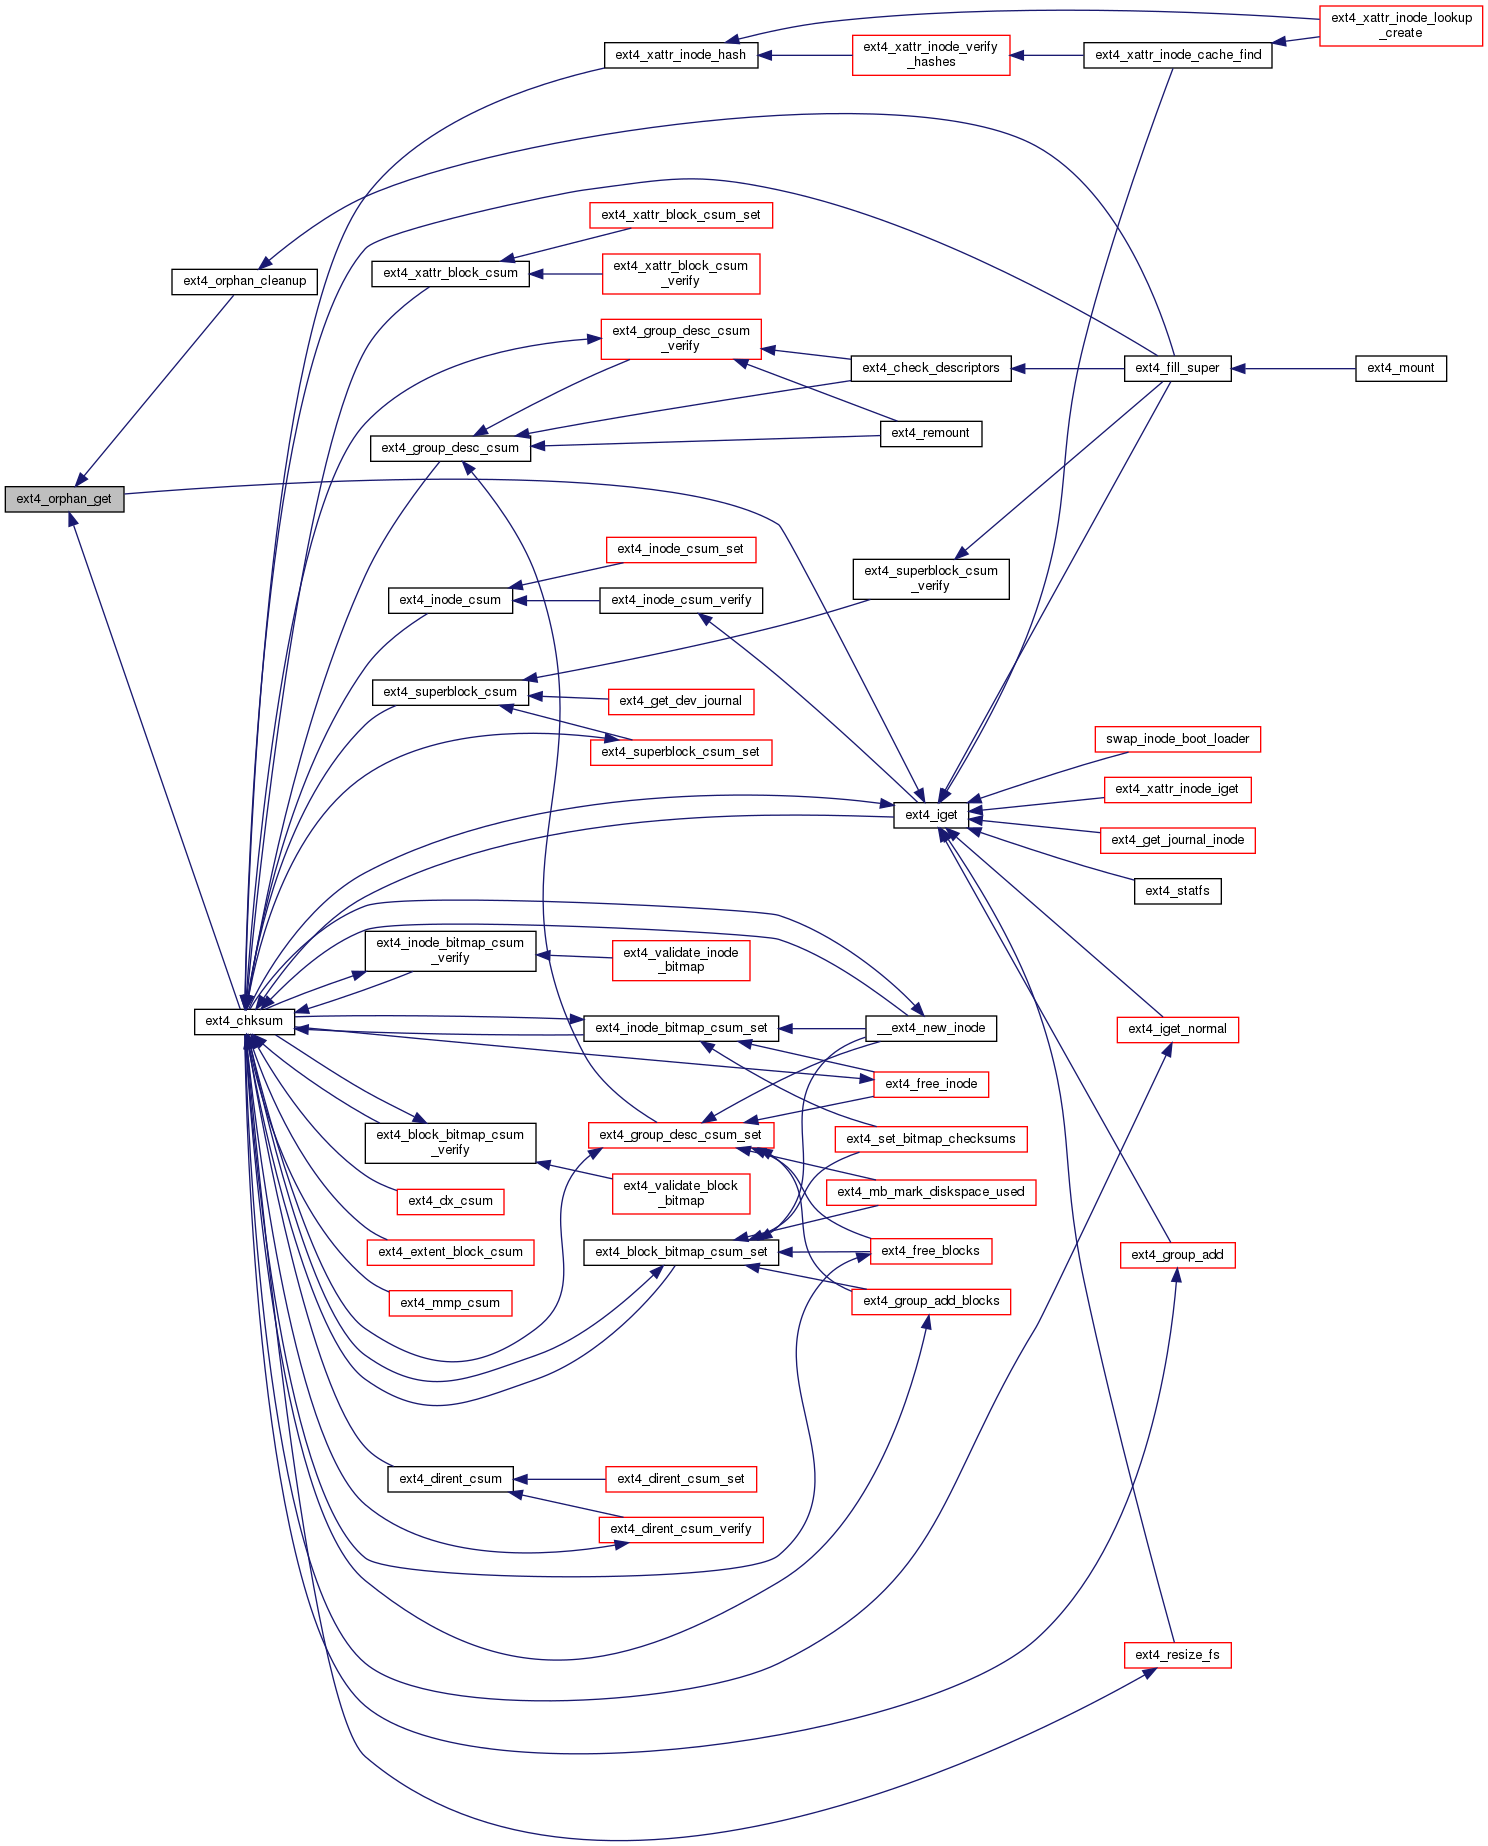 ext4_xattr_inode_lookup
_create
ext4_xattr_inode_hash
ext4_xattr_inode_verify
_hashes
ext4_xattr_inode_cache_find
ext4_xattr_block_csum_set
ext4_orphan_cleanup
ext4_xattr_block_csum
ext4_xattr_block_csum
_verify
ext4_group_desc_csum
_verify
ext4_check_descriptors
ext4_fill_super
ext4_mount
ext4_group_desc_csum
ext4_remount
ext4_orphan_get
ext4_inode_csum_set
ext4_superblock_csum
_verify
ext4_inode_csum
ext4_inode_csum_verify
ext4_superblock_csum
ext4_get_dev_journal
ext4_superblock_csum_set
swap_inode_boot_loader
ext4_xattr_inode_iget
ext4_iget
ext4_get_journal_inode
ext4_statfs
ext4_inode_bitmap_csum
_verify
ext4_validate_inode
_bitmap
ext4_chksum
ext4_inode_bitmap_csum_set
__ext4_new_inode
ext4_iget_normal
ext4_free_inode
ext4_block_bitmap_csum
_verify
ext4_group_desc_csum_set
ext4_set_bitmap_checksums
ext4_validate_block
_bitmap
ext4_dx_csum
ext4_mb_mark_diskspace_used
ext4_extent_block_csum
ext4_block_bitmap_csum_set
ext4_free_blocks
ext4_group_add
ext4_mmp_csum
ext4_group_add_blocks
ext4_dirent_csum
ext4_dirent_csum_set
ext4_dirent_csum_verify
ext4_resize_fs